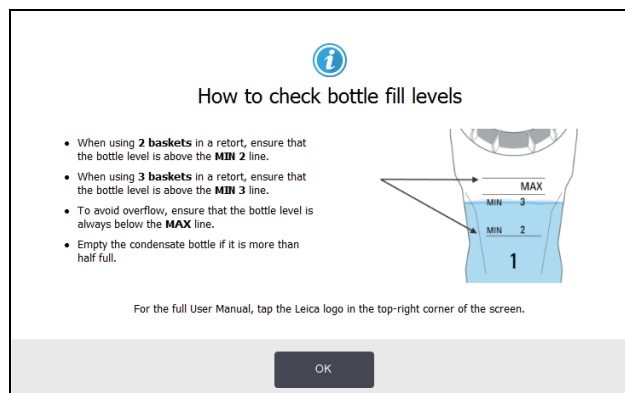 How to check bottle fill levels
• When using 2 baskets in a retort, ensure that
the bottle level is above the MIN 2 line.
• When using 3 baskets in a retort, ensure that
the bottle level is above the MIN 3 line.
• To avoid overflow, ensure that the bottle level is
always below the MAX line.
• Empty the condensate bottle if it is more than
half full.
MAX
MIN 3
MIN 2
1
For the full User Manual, tap the Leica logo in the top-right corner of the screen.
OK